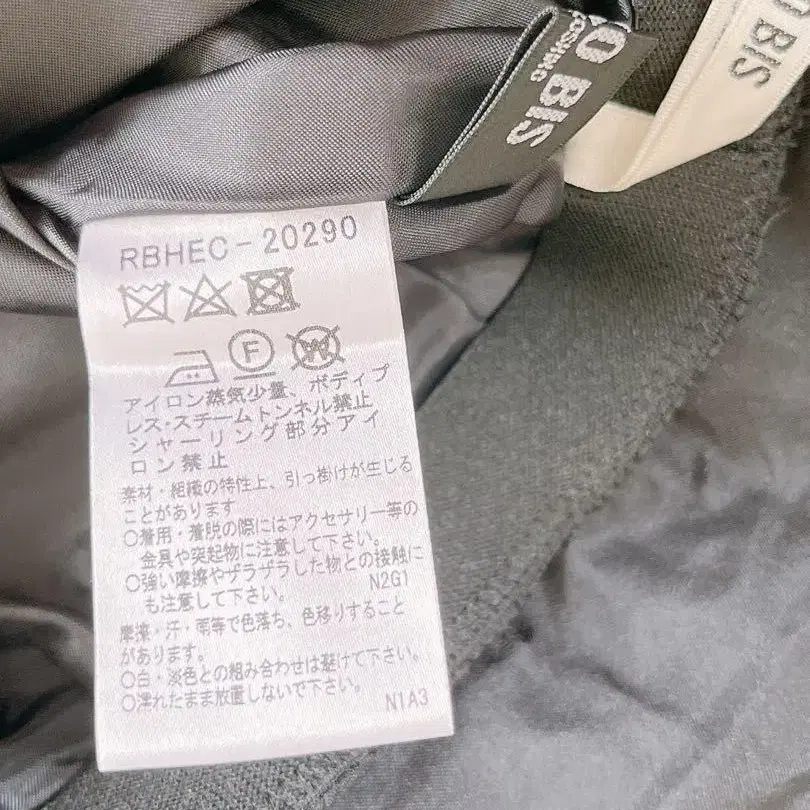 IO BIS
FOSHINO
O BIS
RBHEC-20290
F
W
アイロン蒸気少量、ボディプ
レス・スチームトンネル禁止
シャーリング部分アイ
ロン禁止
素材・組織の特性上、引っ掛けが生じる
ことがあります
○着用・着脱の際にはアクセサリー等の
金具や突起物に注意して下さい。
○強い摩擦やザラザラした物との接触に
も注意して下さい。 N2G1
摩擦・汗・雨等で色落ち、色移りすること
があります。
○白・淡色との組み合わせは避けて下さい。
○濡れたまま放置しないで下さい。
N1A3